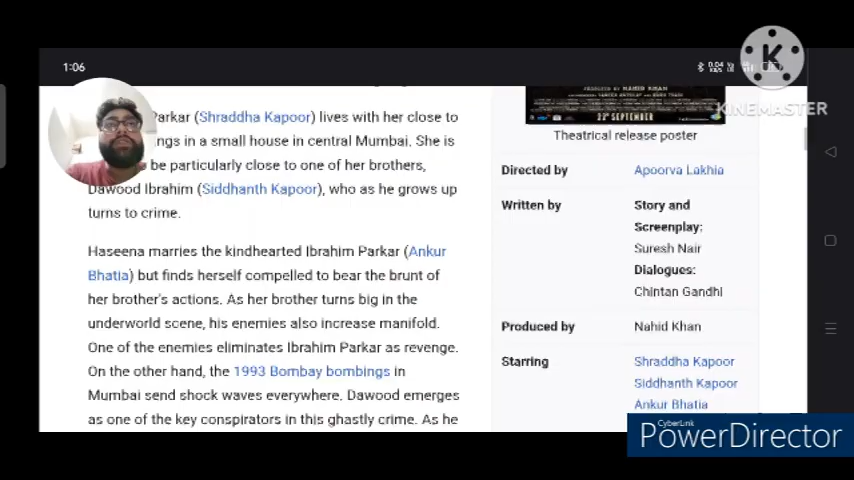 1:06
KINEMASTER
PRODUCED BY NAHID KHAN
22nd SEPTEMBER
Theatrical release poster
Parkar (Shraddha Kapoor) lives with her close to
ngs in a small house in central Mumbai. She is
be particularly close to one of her brothers,
Dawood Ibrahim (Siddhanth Kapoor), who as he grows up
turns to crime.
Haseena marries the kindhearted Ibrahim Parkar (Ankur
Bhatia) but finds herself compelled to bear the brunt of
her brother's actions. As her brother turns big in the
underworld scene, his enemies also increase manifold.
One of the enemies eliminates Ibrahim Parkar as revenge.
On the other hand, the 1993 Bombay bombings in
Mumbai send shock waves everywhere. Dawood emerges
as one of the key conspirators in this ghastly crime. As he
Directed by Apoorva Lakhia
Written by Story and
Screenplay:
Suresh Nair
Dialogues:
Chintan Gandhi
Produced by Nahid Khan
Starring Shraddha Kapoor
Siddhanth Kapoor
Ankur Bhatia
CyberLink
PowerDirector